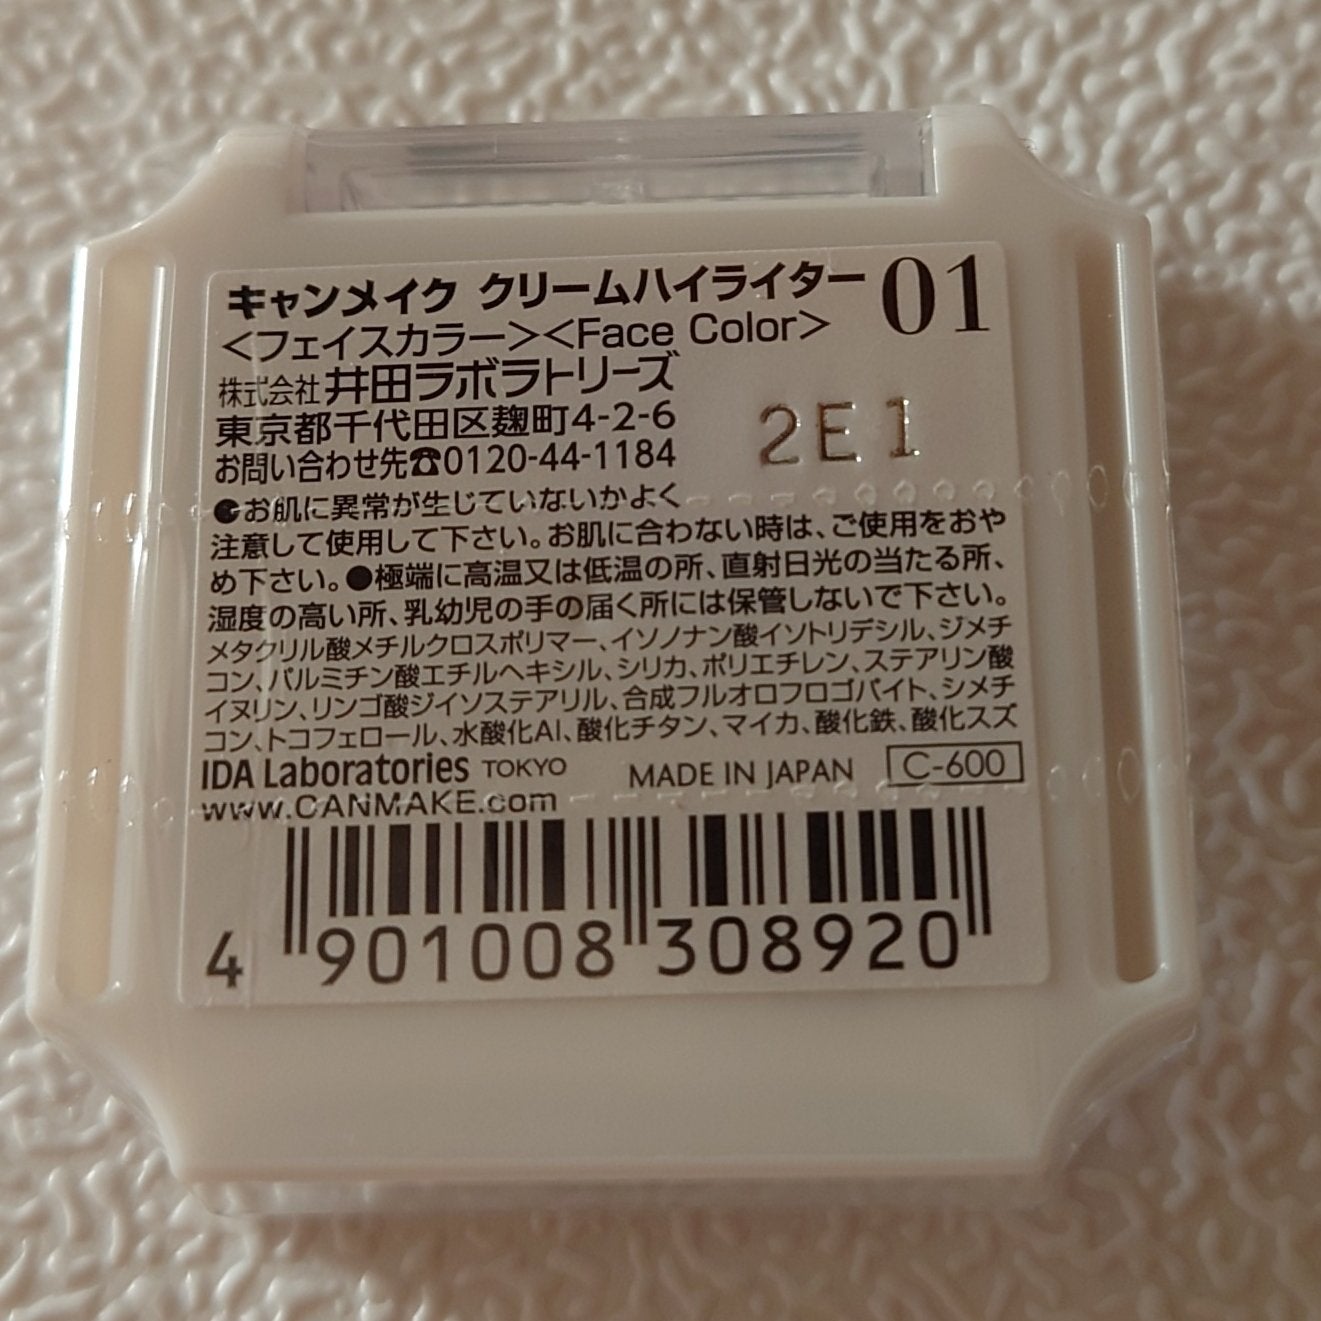 キャンメイク クリームハイライター 01
<フェイスカラー><Face Color>
株式会社 井田ラボラトリーズ
東京都千代田区麹町4-2-6
お問い合わせ先☎0120-44-1184
2E1
●お肌に異常が生じていないかよく
注意して使用して下さい。お肌に合わない時は、ご使用をおや
め下さい。●極端に高温又は低温の所、直射日光の当たる所、
湿度の高い所、乳幼児の手の届く所には保管しないで下さい。
メタクリル酸メチルクロスポリマー、イソノナン酸イソトリデシル、ジメチ
コン、パルミチン酸エチルヘキシル、シリカ、ポリエチレン、ステアリン酸
イヌリン、リンゴ酸ジイソステアリル、合成フルオロフロゴパイト、シメチ
コン、トコフェロール、水酸化Al、酸化チタン、マイカ、酸化鉄、酸化スズ
IDA Laboratories TOKYO MADE IN JAPAN C-600
www.CANMAKE.com
4 901008 308920